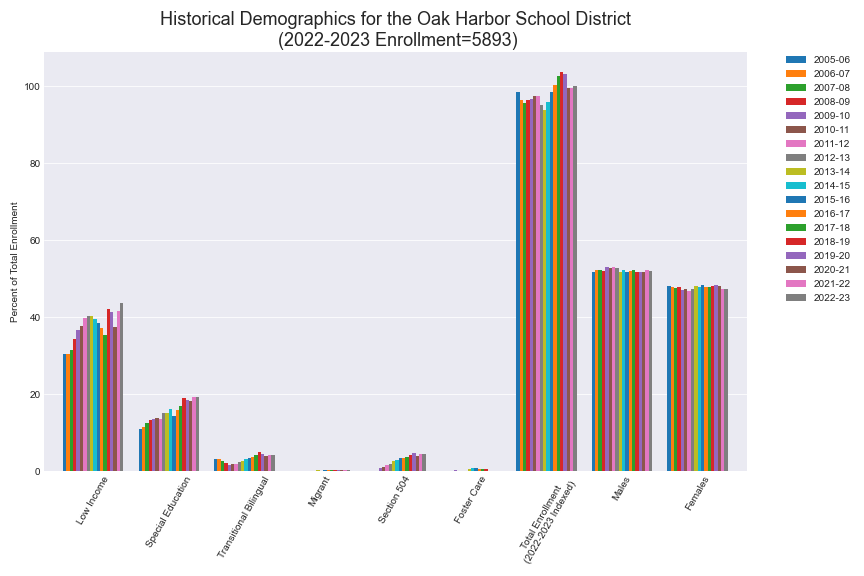 Historical Demographics for the Oak Harbor School District
(2022-2023 Enrollment=5893)
Percent of Total Enrollment
100
80
60
40
20
0
Low Income
Special Education
Transitional Bilingual
Migrant
Section 504
Foster Care
Total Enrollment
(2022-2023 Indexed)
Males
Females
2005-06
2006-07
2007-08
2008-09
2009-10
2010-11
2011-12
2012-13
2013-14
2014-15
2015-16
2016-17
2017-18
2018-19
2019-20
2020-21
2021-22
2022-23